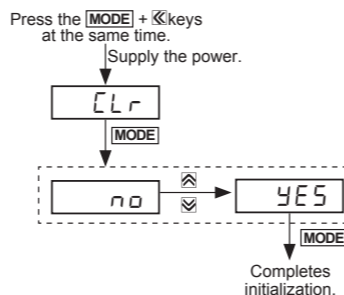 Press the MODE + ≪ keys
at the same time.
Supply the power.
CLr
MODE
no
YES
MODE
Completes
initialization.